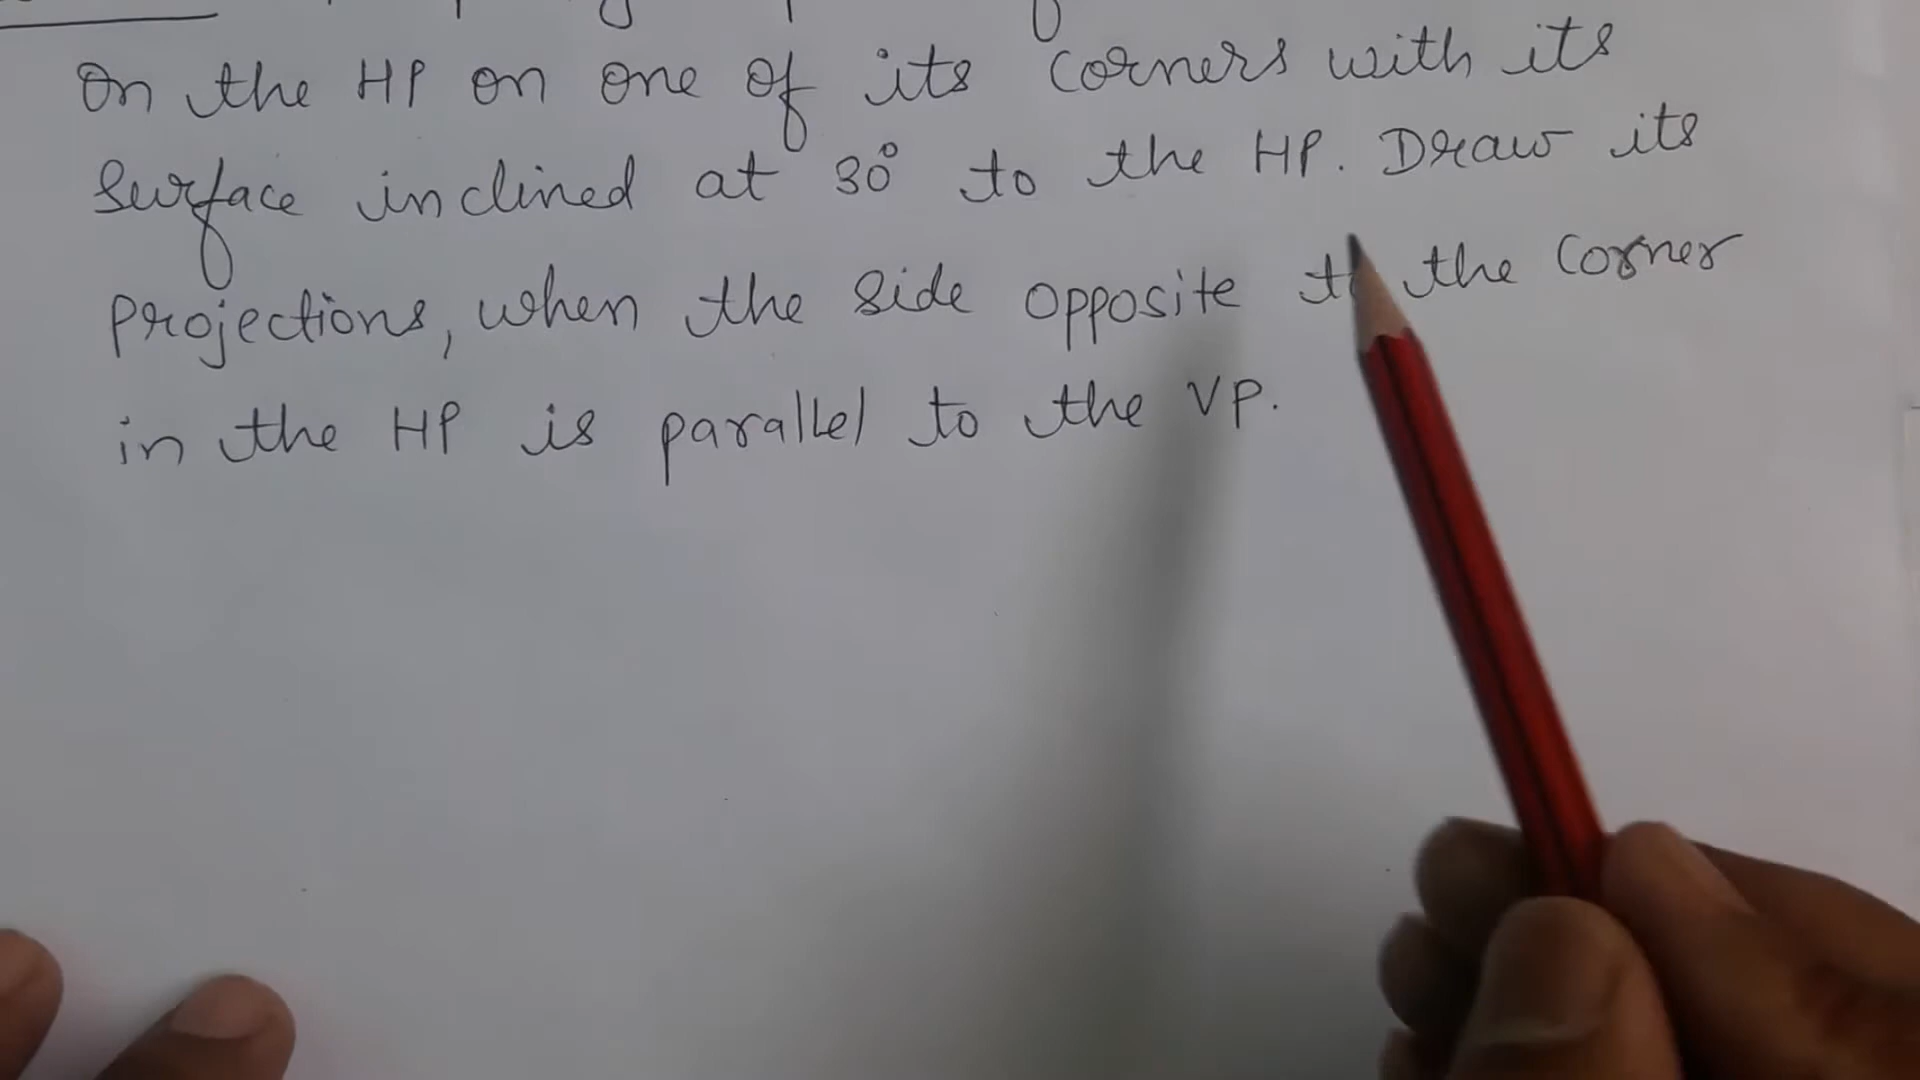 On the HP on one of its corners with its
Surface inclined at 30° to the HP. Draw its
projections, when the side opposite to the corner
in the HP is parallel to the VP.